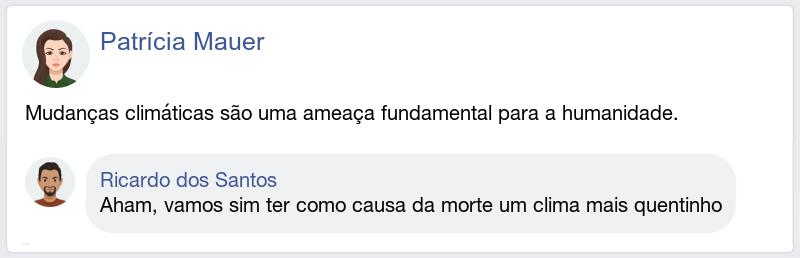 Patrícia Mauer
Mudanças climáticas são uma ameaça fundamental para a humanidade.
Ricardo dos Santos
Aham, vamos sim ter como causa da morte um clima mais quentinho